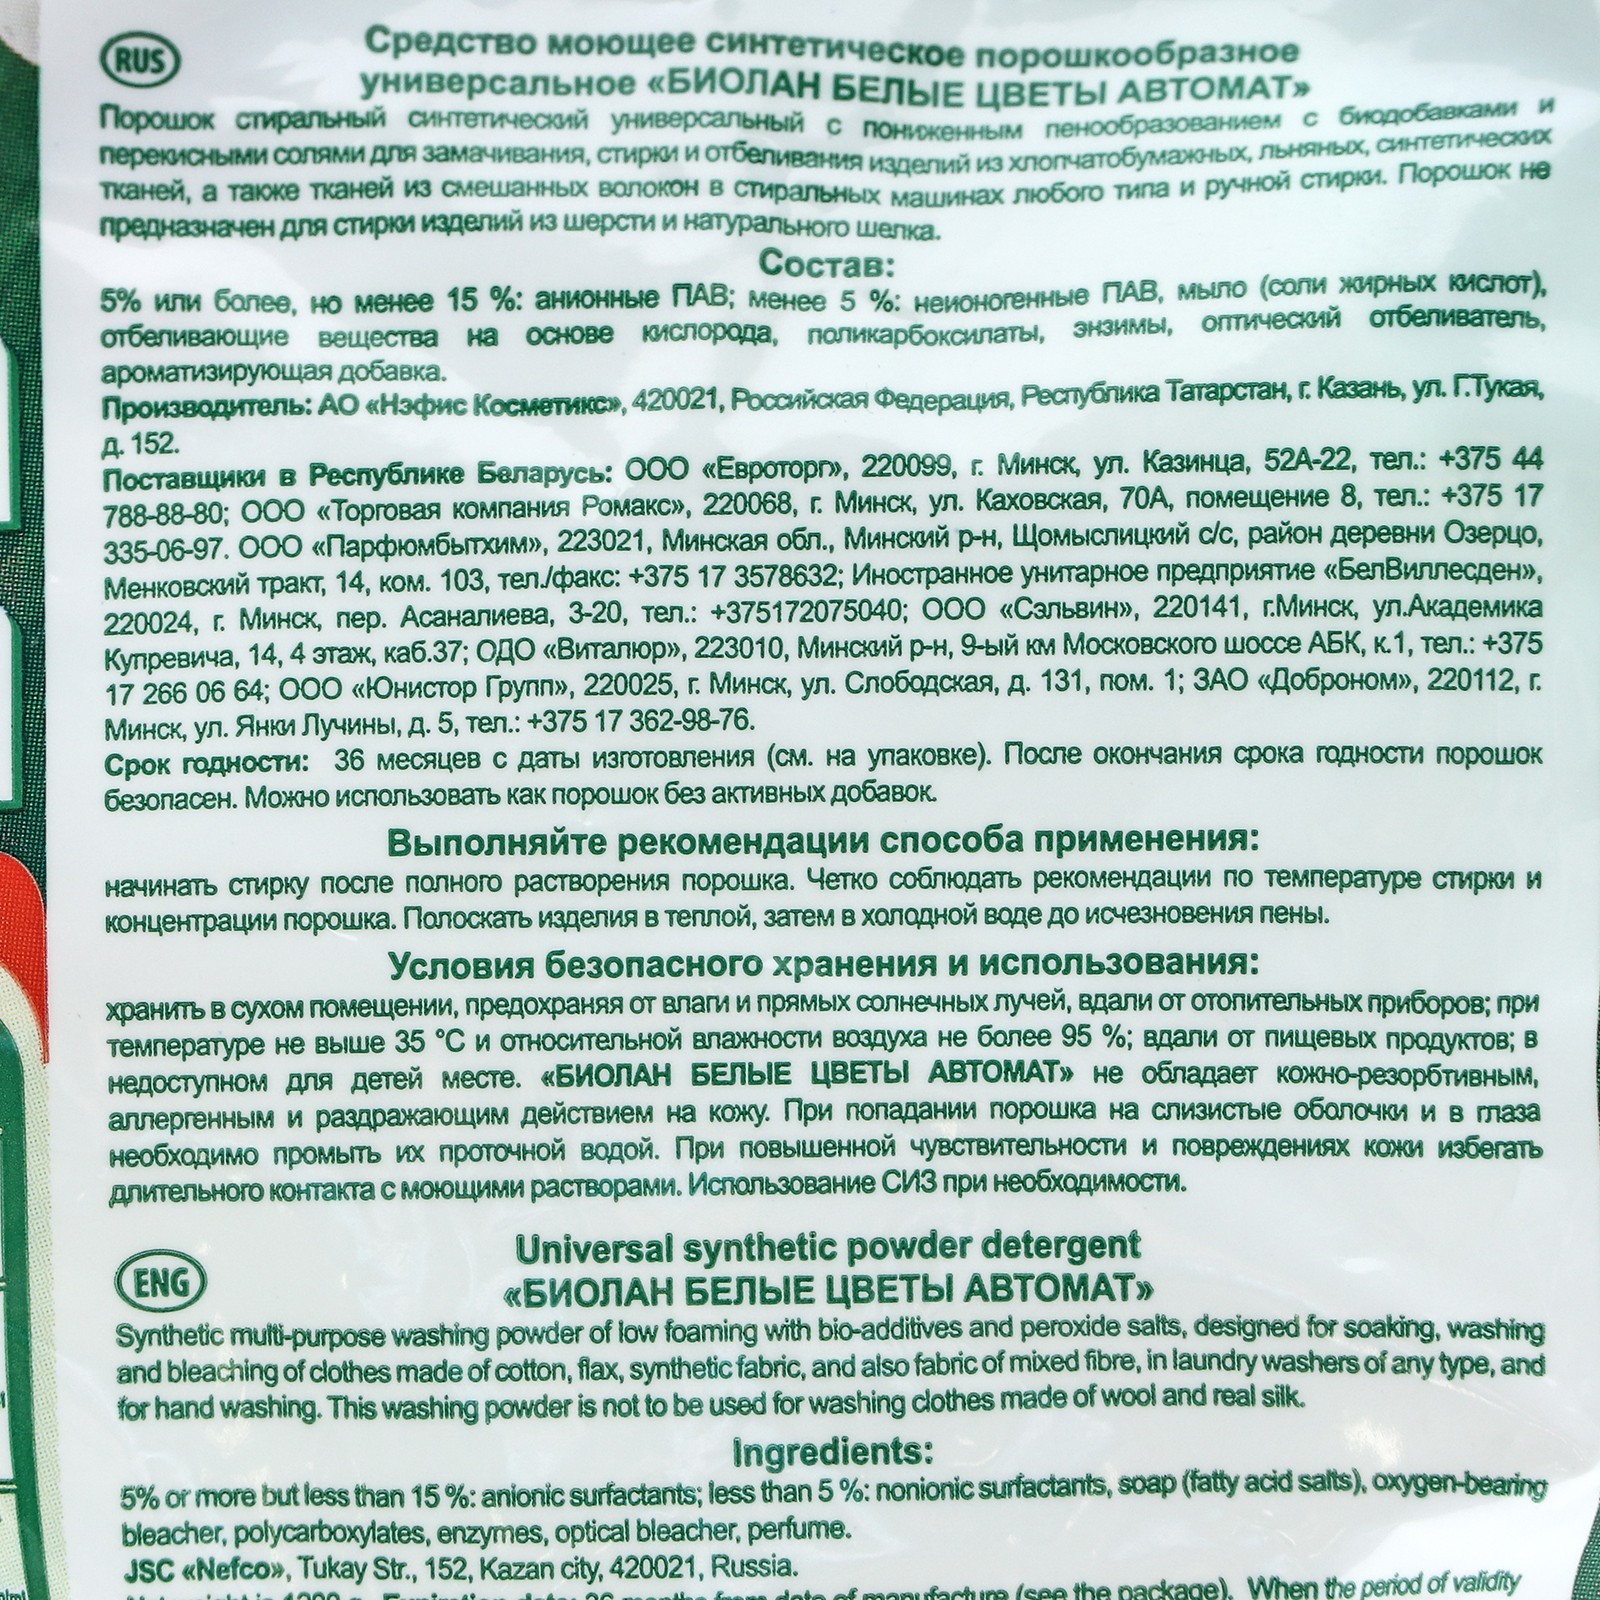 RUS
Средство моющее синтетическое порошкообразное
универсальное «БИОЛАН БЕЛЫЕ ЦВЕТЫ АВТОМАТ»
Порошок стиральный синтетический универсальный с пониженным пенообразованием с биодобавками и
перекисными солями для замачивания, стирки и отбеливания изделий из хлопчатобумажных, льняных, синтетических
тканей, а также тканей из смешанных волокон в стиральных машинах любого типа и ручной стирки. Порошок не
предназначен для стирки изделий из шерсти и натурального шелка.
Состав:
5% или более, но менее 15 %: анионные ПАВ; менее 5 %: неионогенные ПАВ, мыло (соли жирных кислот),
отбеливающие вещества на основе кислорода, поликарбоксилаты, энзимы, оптический отбеливатель,
ароматизирующая добавка.
Производитель: АО «Нэфис Косметикс», 420021, Российская Федерация, Республика Татарстан, г. Казань, ул. Г.Тукая,
д. 152.
Поставщики в Республике Беларусь: ООО «Евроторг», 220099, г. Минск, ул. Казинца, 52А-22, тел.: +375 44
788-88-80; ООО «Торговая компания Ромакс», 220068, г. Минск, ул. Каховская, 70А, помещение 8, тел.: +375 17
335-06-97. ООО «Парфюмбытхим», 223021, Минская обл., Минский р-н, Щомыслицкий с/с, район деревни Озерцо,
Менковский тракт, 14, ком. 103, тел./факс: +375 17 3578632; Иностранное унитарное предприятие «БелВиллесден»,
220024, г. Минск, пер. Асаналиева, 3-20, тел.: +375172075040; ООО «Сэльвин», 220141, г.Минск, ул.Академика
Купревича, 14, 4 этаж, каб.37; ОДО «Виталюр», 223010, Минский р-н, 9-ый км Московского шоссе АБК, к.1, тел.: +375
17 266 06 64; ООО «Юнистор Групп», 220025, г. Минск, ул. Слободская, д. 131, пом. 1; ЗАО «Доброном», 220112, г.
Минск, ул. Янки Лучины, д. 5, тел.: +375 17 362-98-76.
Срок годности: 36 месяцев с даты изготовления (см. на упаковке). После окончания срока годности порошок
безопасен. Можно использовать как порошок без активных добавок.
Выполняйте рекомендации способа применения:
начинать стирку после полного растворения порошка. Четко соблюдать рекомендации по температуре стирки и
концентрации порошка. Полоскать изделия в теплой, затем в холодной воде до исчезновения пены.
Условия безопасного хранения и использования:
хранить в сухом помещении, предохраняя от влаги и прямых солнечных лучей, вдали от отопительных приборов; при
температуре не выше 35 °С и относительной влажности воздуха не более 95 %; вдали от пищевых продуктов; в
недоступном для детей месте. «БИОЛАН БЕЛЫЕ ЦВЕТЫ АВТОМАТ» не обладает кожно-резорбтивным,
аллергенным и раздражающим действием на кожу. При попадании порошка на слизистые оболочки и в глаза
необходимо промыть их проточной водой. При повышенной чувствительности и повреждениях кожи избегать
длительного контакта с моющими растворами. Использование СИЗ при необходимости.
ENG
Universal synthetic powder detergent
«БИОЛАН БЕЛЫЕ ЦВЕТЫ АВТОМАТ»
Synthetic multi-purpose washing powder of low foaming with bio-additives and peroxide salts, designed for soaking, washing
and bleaching of clothes made of cotton, flax, synthetic fabric, and also fabric of mixed fibre, in laundry washers of any type, and
for hand washing. This washing powder is not to be used for washing clothes made of wool and real silk.
Ingredients:
5% or more but less than 15 %: anionic surfactants; less than 5 %: nonionic surfactants, soap (fatty acid salts), oxygen-bearing
bleacher, polycarboxylates, enzymes, optical bleacher, perfume.
JSC «Nefco», Tukay Str., 152, Kazan city, 420021, Russia.
months from date of manufacture (see the package). When the period of validity